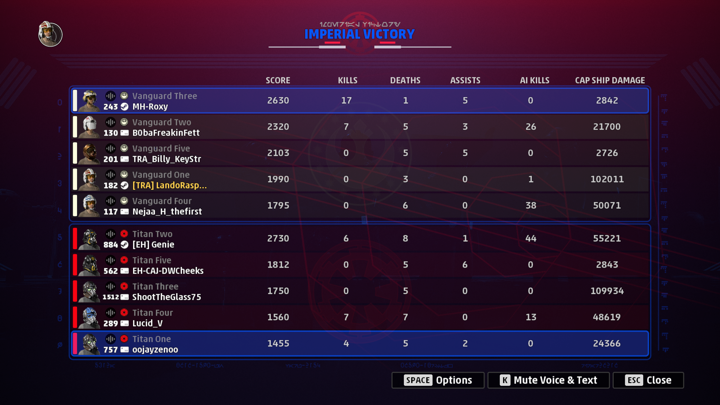 IMPERIAL VICTORY
SCORE KILLS DEATHS ASSISTS AI KILLS CAP SHIP DAMAGE
Vanguard Three
243 MH-Roxy 2630 17 1 5 0 2842
Vanguard Two
130 B0baFreakinFett 2320 7 5 3 26 21700
Vanguard Five
201 TRA_Billy_KeyStr 2103 0 5 5 0 2726
Vanguard One
182 [TRA] LandoRasp... 1990 0 3 0 1 102011
Vanguard Four
117 Nejaa_H_thefirst 1795 0 6 0 38 50071
Titan Two
884 [EH] Genie 2730 6 8 1 44 55221
Titan Five
562 EH-CAJ-DWCheeks 1812 0 5 6 0 2843
Titan Three
1512 ShootTheGlass75 1750 0 5 0 0 109934
Titan Four
289 Lucid_V 1560 7 7 0 13 48619
Titan One
757 oojayzenoo 1455 4 5 2 0 24366
SPACE Options K Mute Voice & Text ESC Close